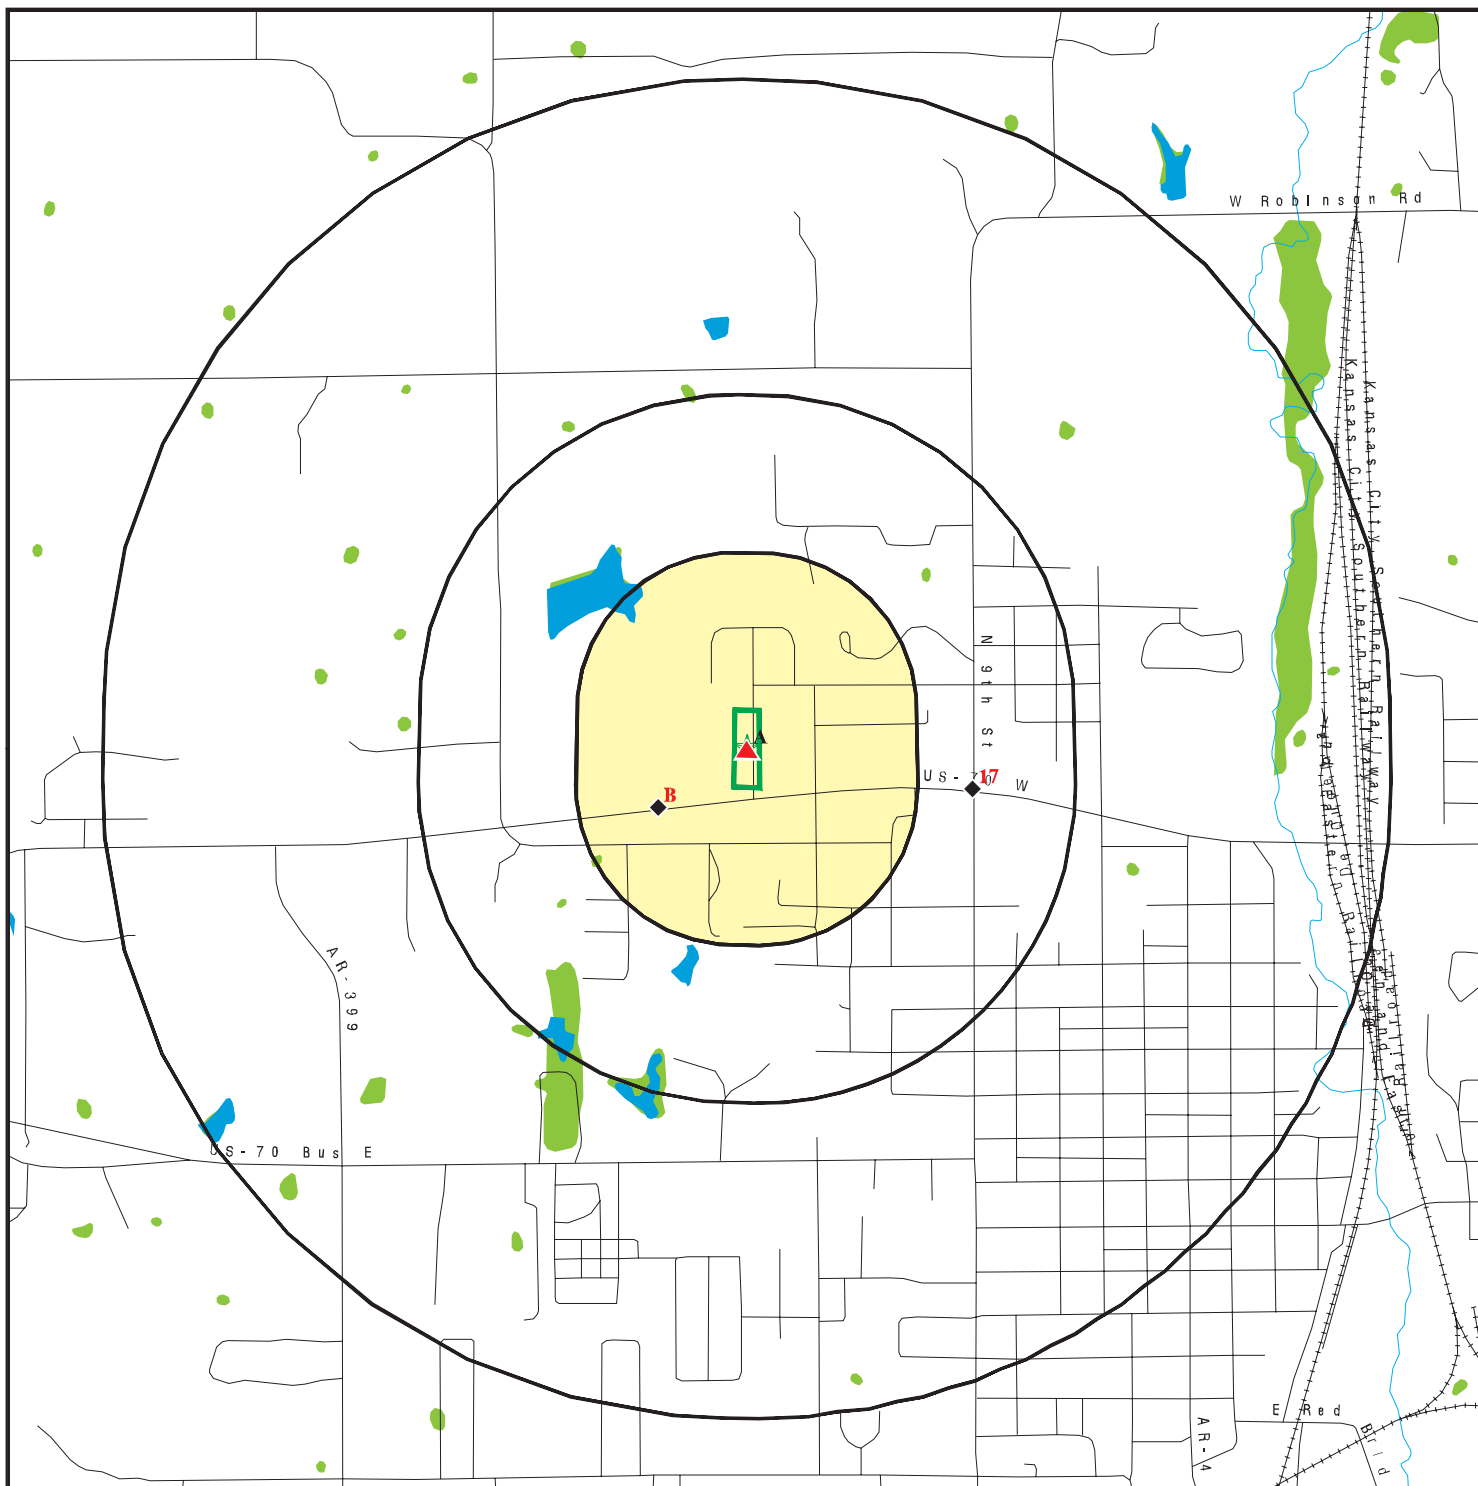 W Robinson Rd
Kansas City Southern Railway
Kansas City Southern Railway
N 9th St
A
17
US-70 W
B
AR-399
US-70 Bus E
E Red
AR-4